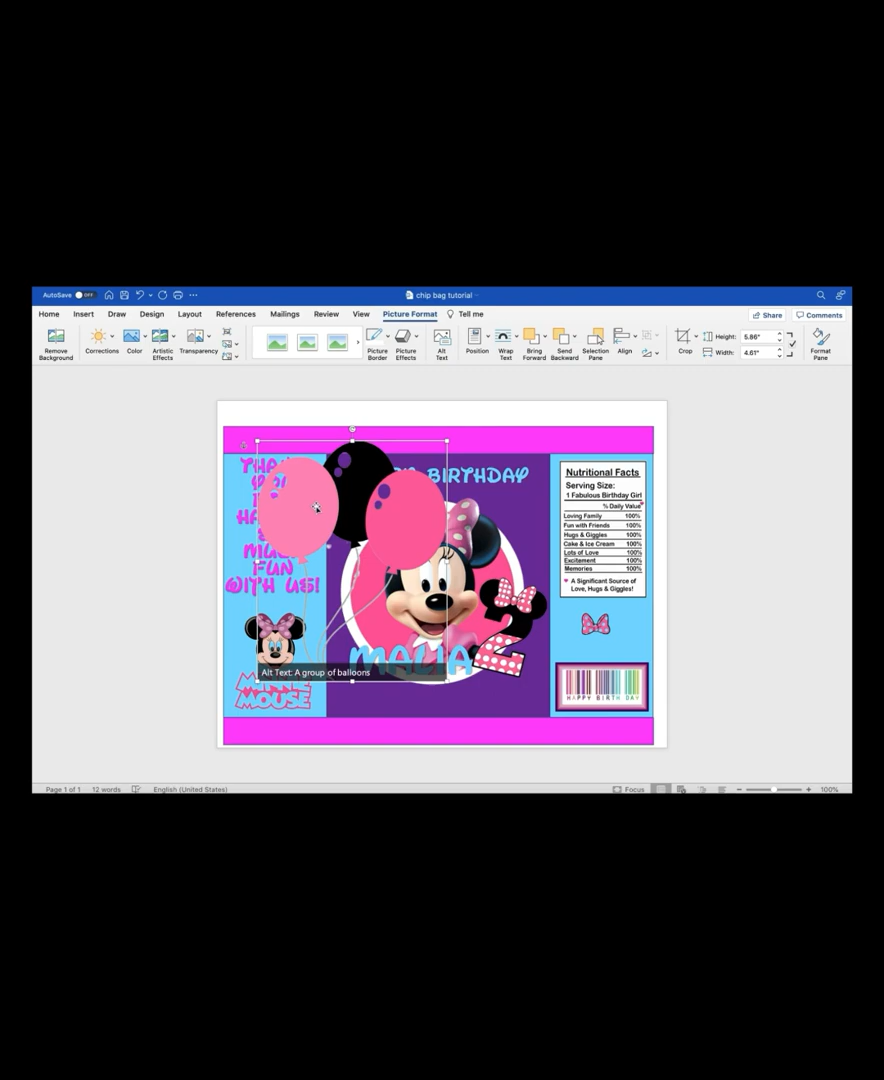 AutoSave OFF
chip bag tutorial
Home Insert Draw Design Layout References Mailings Review View Picture Format Tell me
Share Comments
Remove Background
Corrections
Color
Artistic Effects
Transparency
Picture Border
Picture Effects
Alt Text
Position
Wrap Text
Bring Forward
Send Backward
Selection Pane
Align
Crop
Height: 5.86"
Width: 4.61"
Format Pane
FUN
WITH US!
MOUSE
BIRTHDAY
MALIA
2
Alt Text: A group of balloons
Nutritional Facts
Serving Size:
1 Fabulous Birthday Girl
% Daily Value
Loving Family 100%
Fun with Friends 100%
Hugs & Giggles 100%
Cake & Ice Cream 100%
Lots of Love 100%
Excitement 100%
Memories 100%
A Significant Source of
Love, Hugs & Giggles!
HAPPY BIRTHDAY
Page 1 of 1 12 words English (United States) Focus 100%